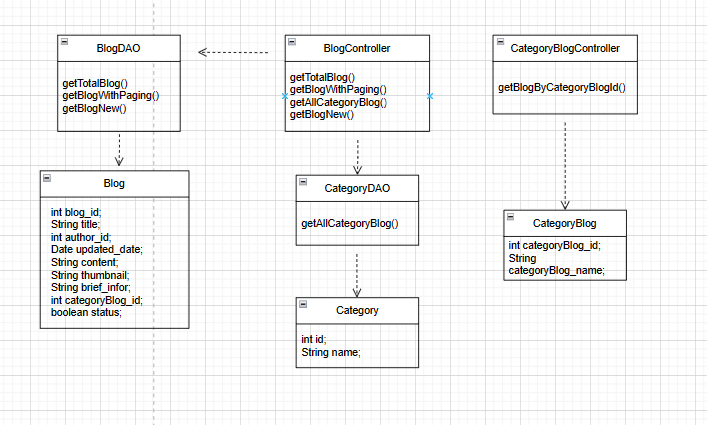 BlogDAO
getTotalBlog()
getBlogWithPaging()
getBlogNew()
BlogController
getTotalBlog()
getBlogWithPaging()
getAllCategoryBlog()
getBlogNew()
CategoryBlogController
getBlogByCategoryBlogId()
Blog
int blog_id;
String title;
int author_id;
Date updated_date;
String content;
String thumbnail;
String brief_infor;
int categoryBlog_id;
boolean status;
CategoryDAO
getAllCategoryBlog()
CategoryBlog
int categoryBlog_id;
String
categoryBlog_name;
Category
int id;
String name;